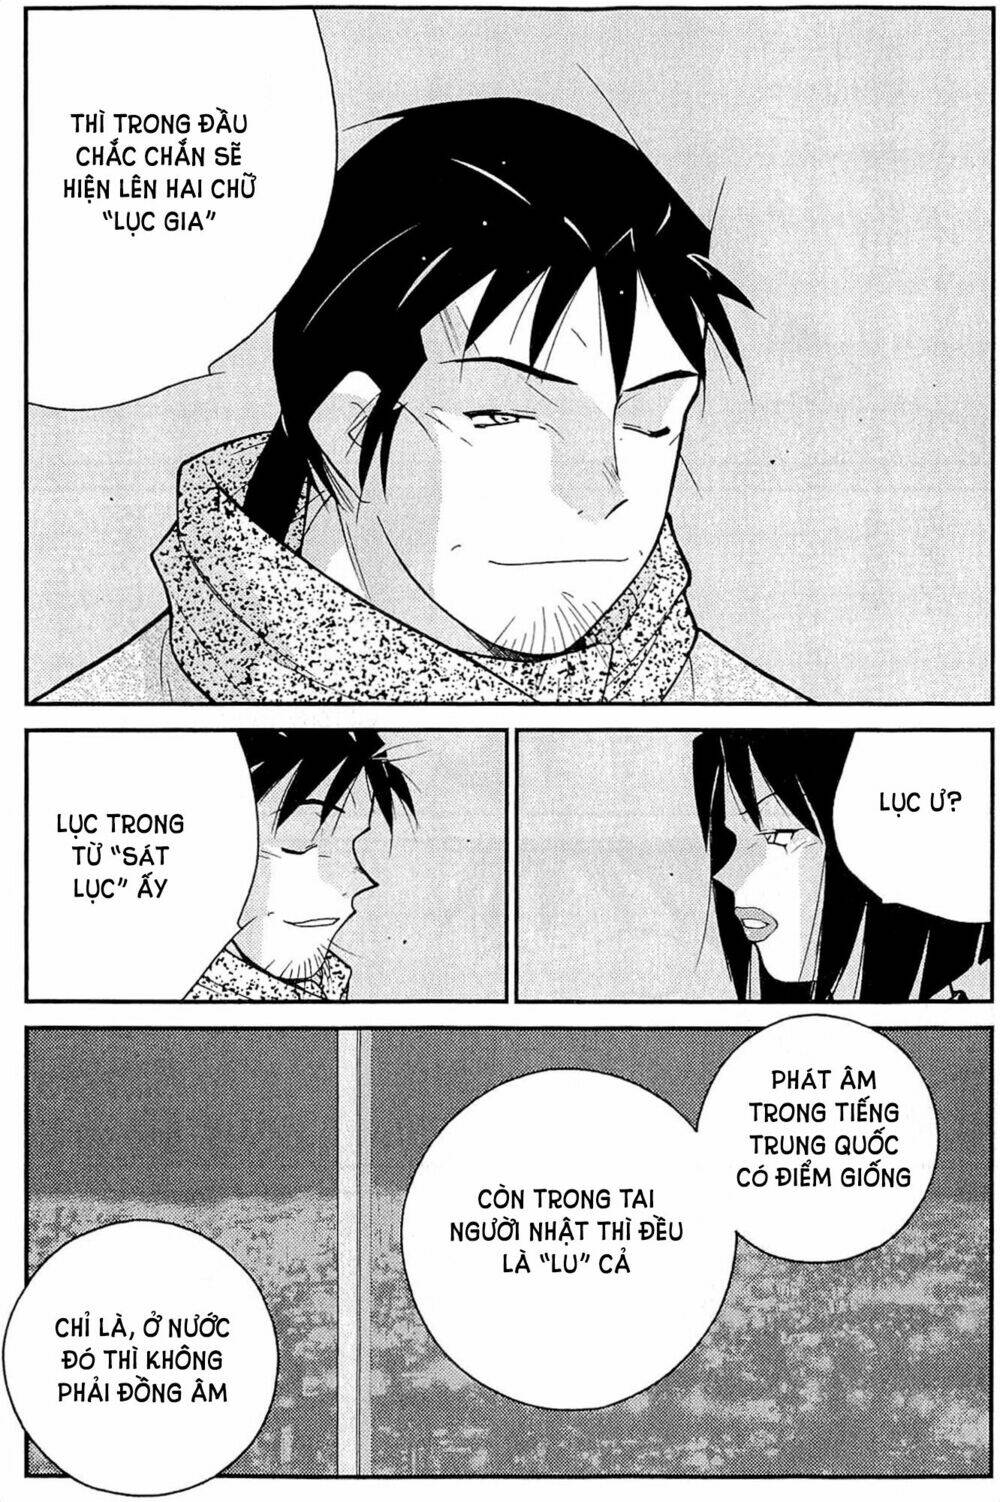 THÌ TRONG ĐẦU
CHẮC CHẮN SẼ
HIỆN LÊN HAI CHỮ
“LỤC GIA”
LỤC Ư?
LỤC TRONG
TỪ “SÁT
LỤC” ẤY
PHÁT ÂM
TRONG TIẾNG
TRUNG QUỐC
CÓ ĐIỂM GIỐNG
CÒN TRONG TAI
NGƯỜI NHẬT THÌ ĐỀU
LÀ “LU” CẢ
CHỈ LÀ, Ở NƯỚC
ĐÓ THÌ KHÔNG
PHẢI ĐỒNG ÂM